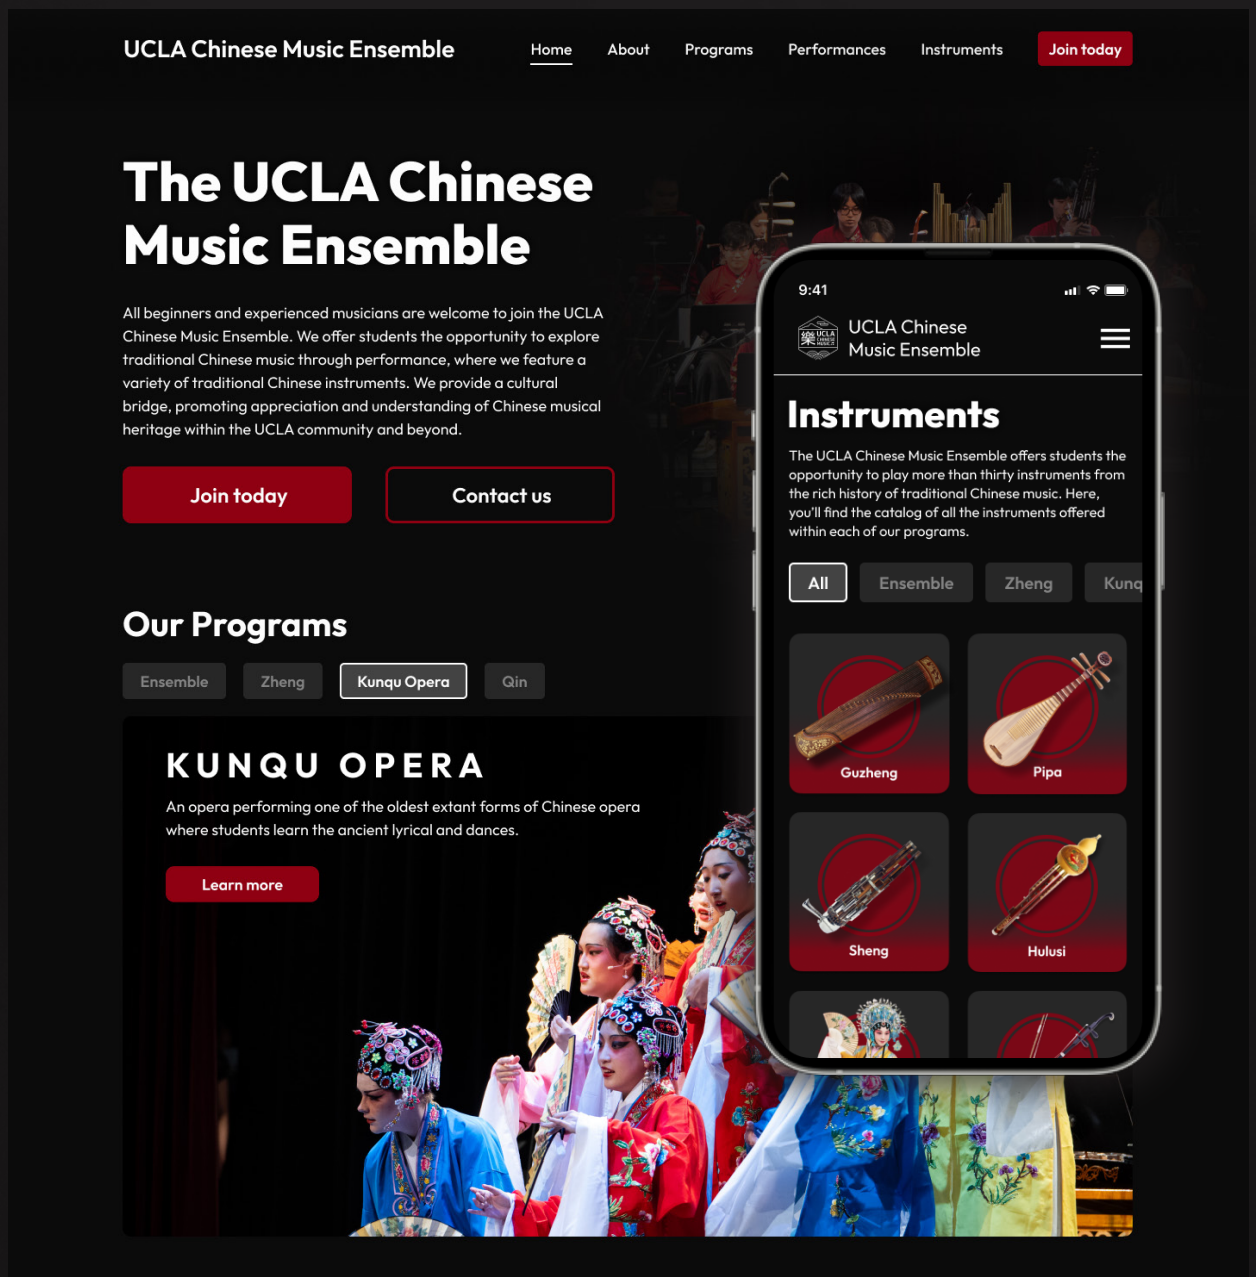 UCLA Chinese Music Ensemble
Home
About
Programs
Performances
Instruments
Join today
The UCLA Chinese
Music Ensemble
All beginners and experienced musicians are welcome to join the UCLA
Chinese Music Ensemble. We offer students the opportunity to explore
traditional Chinese music through performance, where we feature a
variety of traditional Chinese instruments. We provide a cultural
bridge, promoting appreciation and understanding of Chinese musical
heritage within the UCLA community and beyond.
Join today
Contact us
Our Programs
Ensemble
Zheng
Kunqu Opera
Qin
KUNQU OPERA
An opera performing one of the oldest extant forms of Chinese opera
where students learn the ancient lyrical and dances.
Learn more
9:41
樂
UCLA
CHINESE
MUSIC
UCLA Chinese
Music Ensemble
Instruments
The UCLA Chinese Music Ensemble offers students the
opportunity to play more than thirty instruments from
the rich history of traditional Chinese music. Here,
you'll find the catalog of all the instruments offered
within each of our programs.
All
Ensemble
Zheng
Kunq
Guzheng
Pipa
Sheng
Hulusi